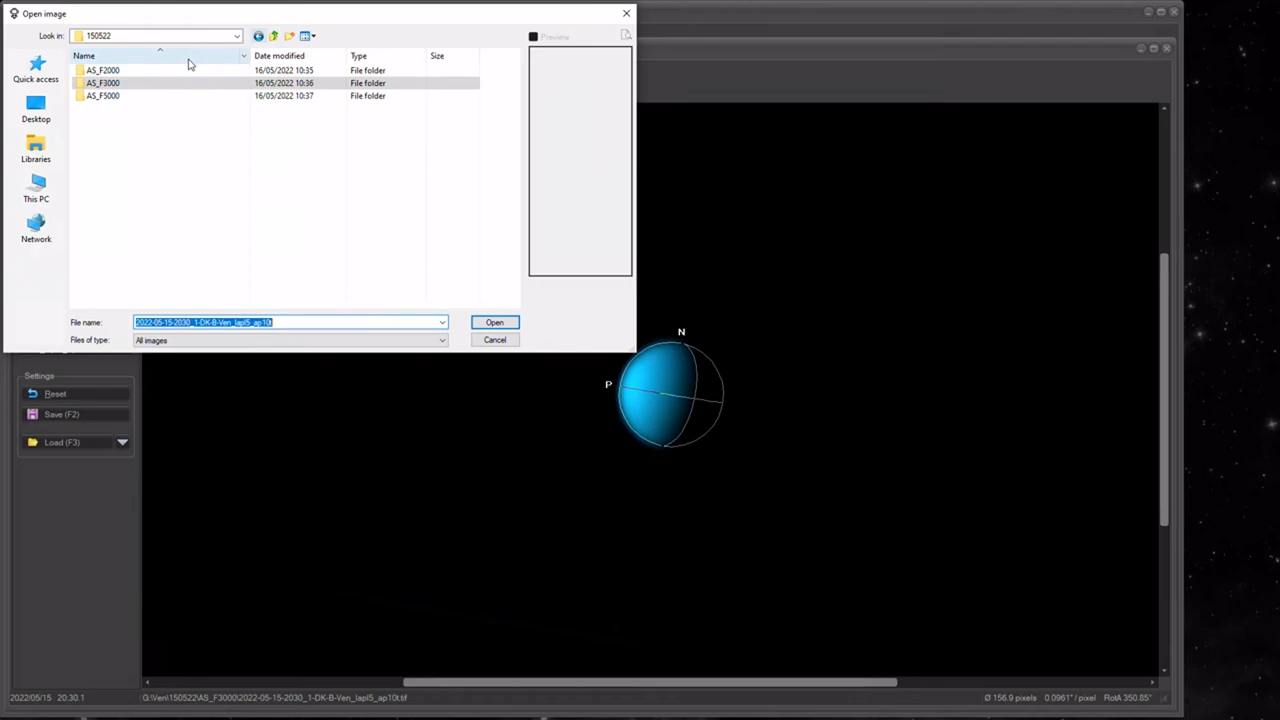 Open image
Look in: 150522
Preview
Name Date modified Type Size
AS_F2000 16/05/2022 10:35 File folder
AS_F3000 16/05/2022 10:36 File folder
AS_F5000 16/05/2022 10:37 File folder
Quick access
Desktop
Libraries
This PC
Network
File name: 2022-05-15-2030_1-DK-B-Ven_lapl5_ap10t Open
Files of type: All images Cancel
N
P
Settings
Reset
Save (F2)
Load (F3)
2022/05/15 20:30.1 G:\Ven\150522\AS_F3000\2022-05-15-2030_1-DK-B-Ven_lapl5_ap10t.tif Ø 156.9 pixels 0.0961" / pixel RotA 350.85°